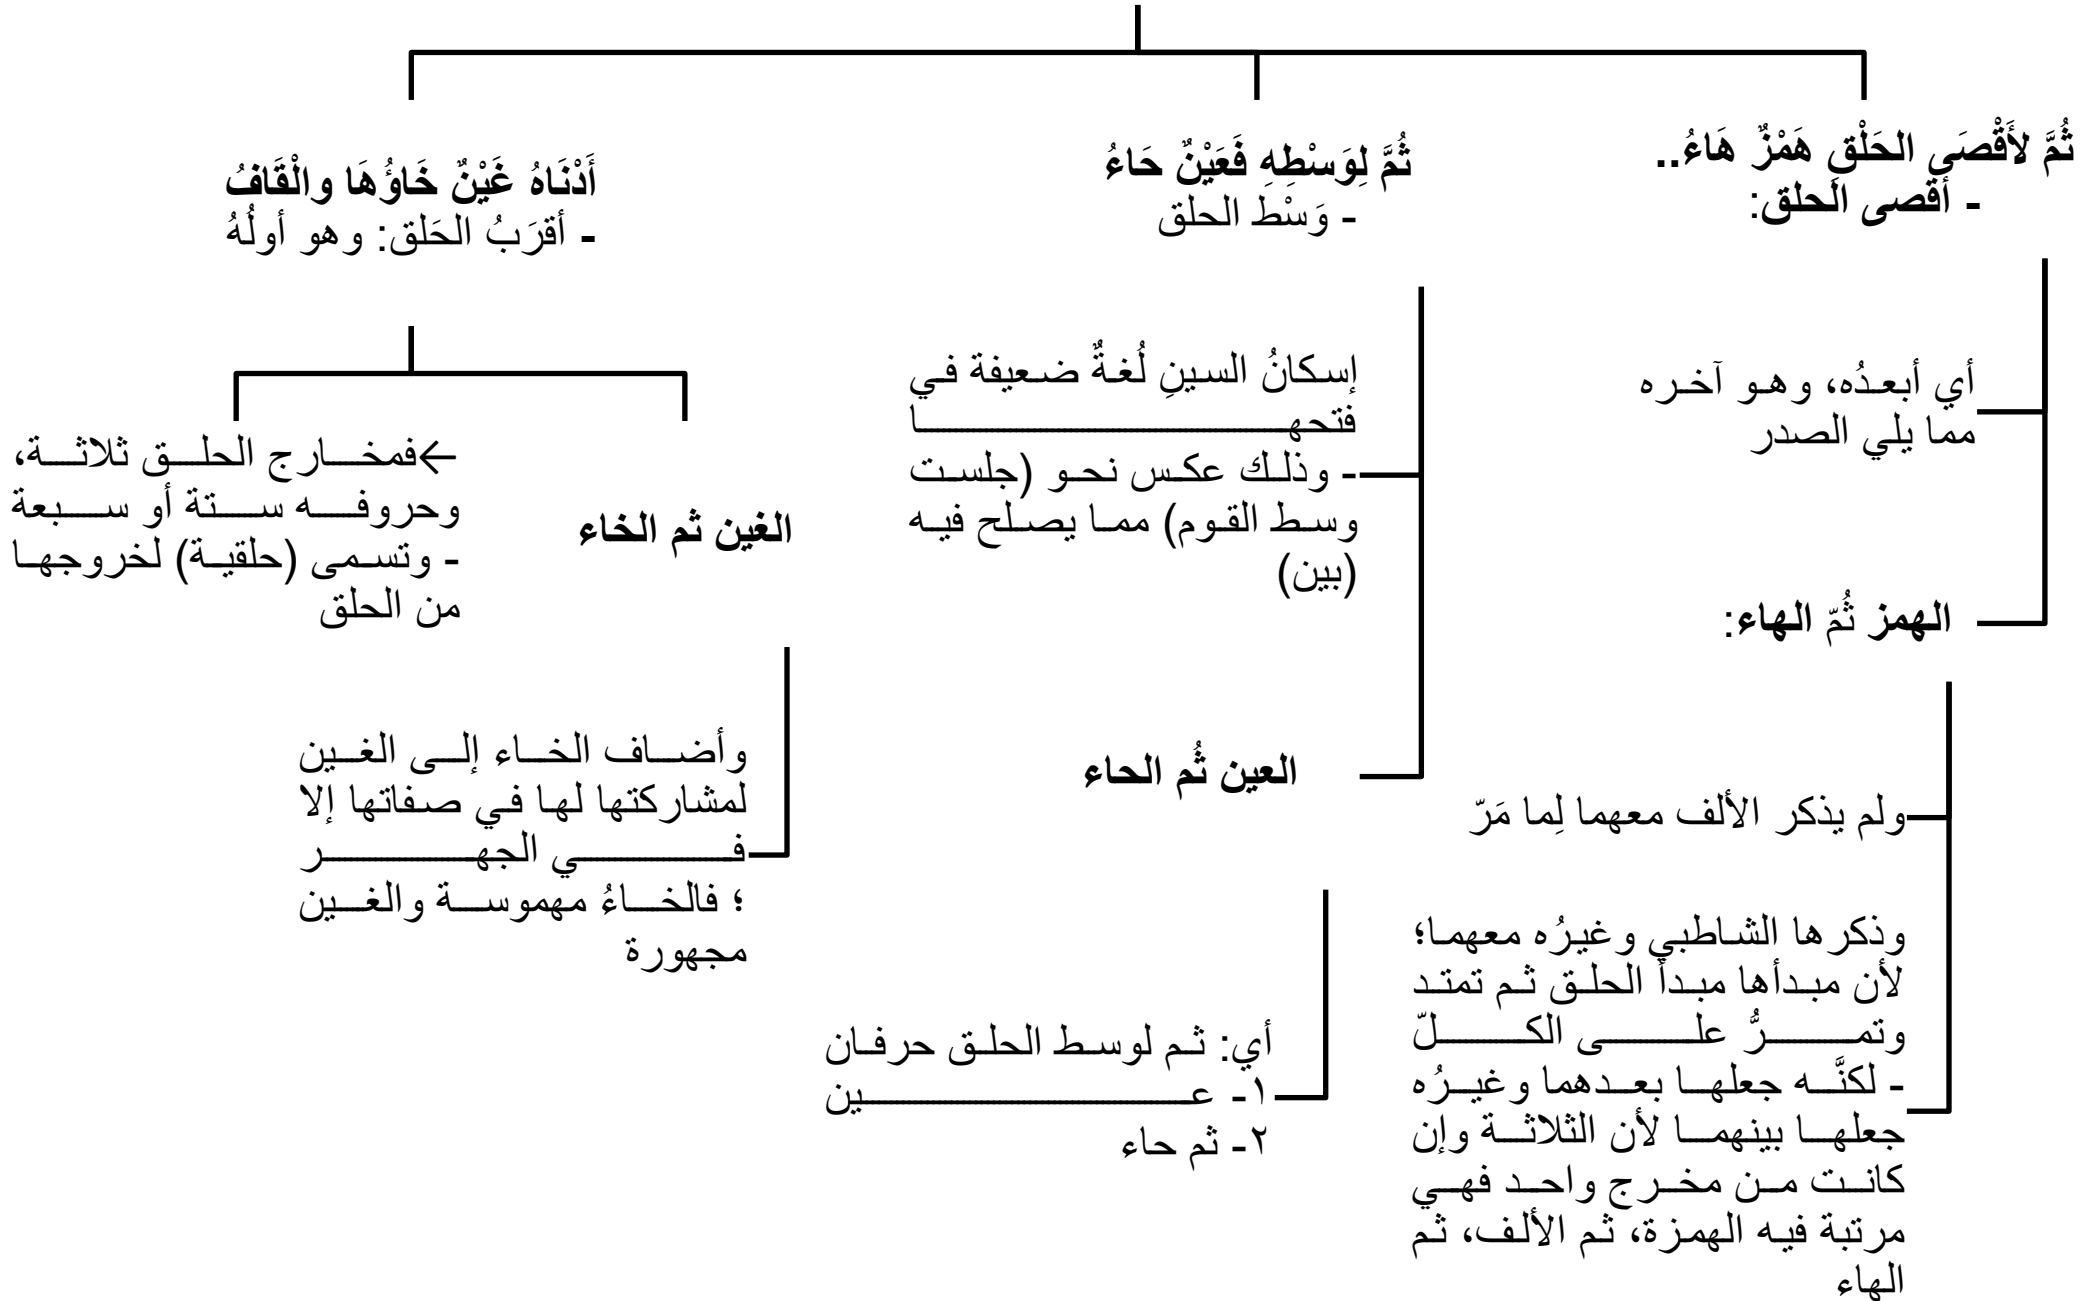 ثُمَّ لأَقْصَى الحَلْقِ هَمْزٌ هَاءُ..
- أقصى الحلق:
أي أبعدُه، وهو آخره
مما يلي الصدر
الهمز ثُمّ الهاء:
ولم يذكر الألف معهما لِما مَرّ
وذكرها الشاطبي وغيرُه معهما؛
لأن مبدأها مبدأ الحلق ثم تمتد
وتمرُّ على الكلّ
- لكنَّه جعلها بعدهما وغيرُه
جعلها بينهما لأن الثلاثة وإن
كانت من مخرج واحد فهي
مرتبة فيه الهمزة، ثم الألف، ثم
الهاء
ثُمَّ لِوَسْطِهِ فَعَيْنٌ حَاءُ
- وَسْط الحلق
إسكانُ السينِ لُغةٌ ضعيفة في
فتحها
- وذلك عكس نحو (جلست
وسط القوم) مما يصلح فيه
(بين)
العين ثُم الحاء
أي: ثم لوسط الحلق حرفان
١- عين
٢- ثم حاء
أَدْنَاهُ غَيْنٌ خَاؤُهَا والْقَافُ
- أقرَبُ الحَلق: وهو أولُهُ
الغين ثم الخاء
وأضاف الخاء إلى الغين
لمشاركتها لها في صفاتها إلا
في الجهر
؛ فالخاءُ مهموسة والغين
مجهورة
←فمخارج الحلق ثلاثة،
وحروفه ستة أو سبعة
- وتسمى (حلقية) لخروجها
من الحلق